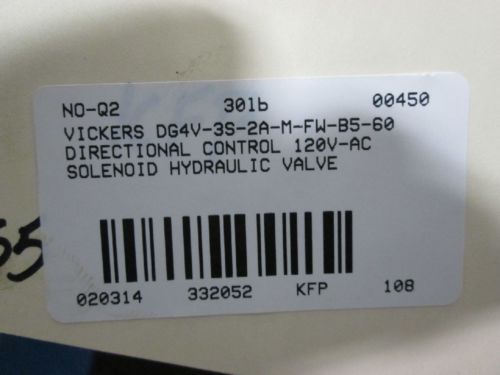 NO-Q2 301b 00450
VICKERS DG4V-3S-2A-M-FW-B5-60
DIRECTIONAL CONTROL 120V-AC
SOLENOID HYDRAULIC VALVE
55
020314 332052 KFP 108